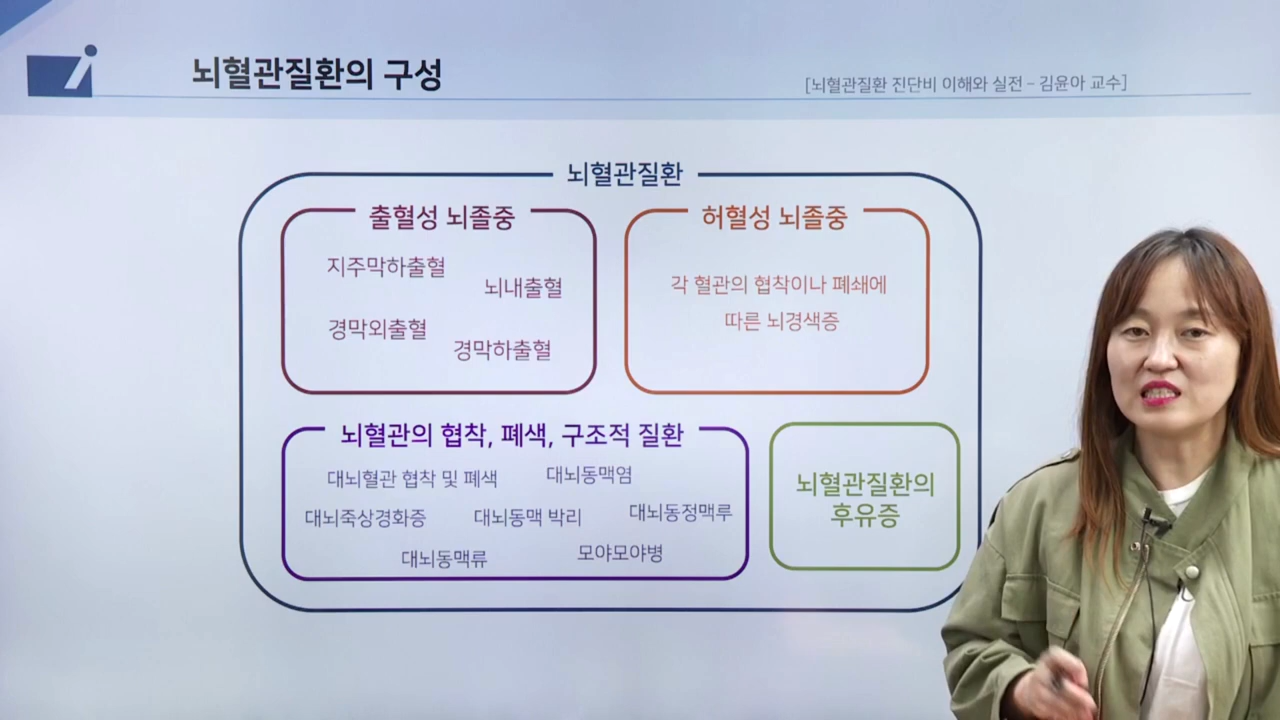 뇌혈관질환의 구성
[뇌혈관질환 진단비 이해와 실전 – 김윤아 교수]
뇌혈관질환
출혈성 뇌졸중
지주막하출혈
뇌내출혈
경막외출혈
경막하출혈
허혈성 뇌졸중
각 혈관의 협착이나 폐쇄에
따른 뇌경색증
뇌혈관의 협착, 폐색, 구조적 질환
대뇌혈관 협착 및 폐색
대뇌동맥염
대뇌죽상경화증
대뇌동맥 박리
대뇌동정맥루
대뇌동맥류
모야모야병
뇌혈관질환의
후유증